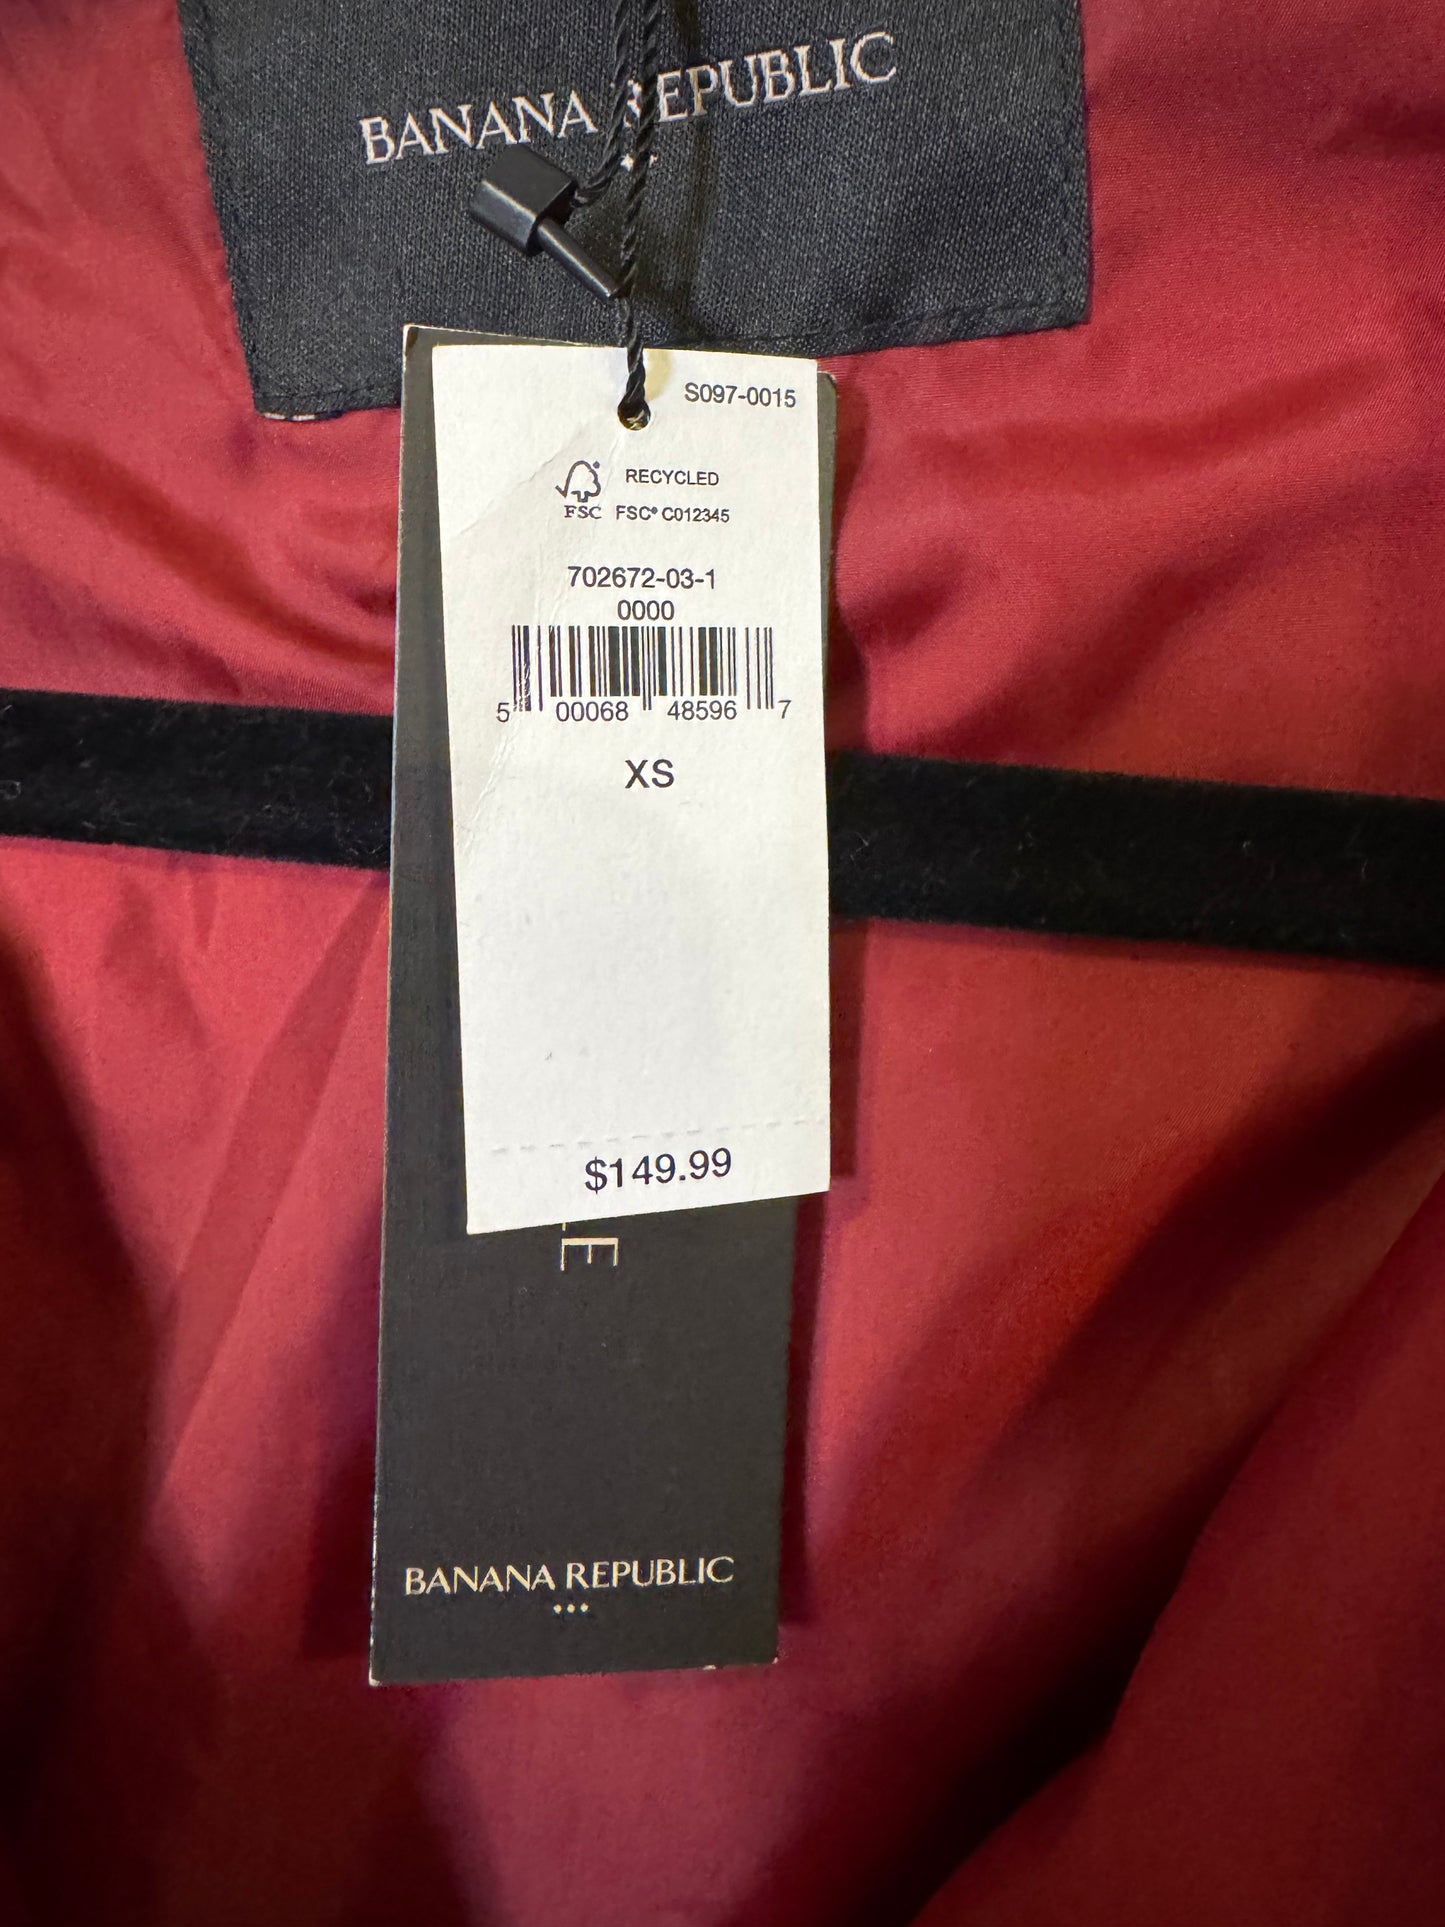 BANANA REPUBLIC
S097-0015
RECYCLED
FSC FSC® C012345
702672-03-1
0000
5 00068 48596 7
XS
$149.99
E
BANANA REPUBLIC